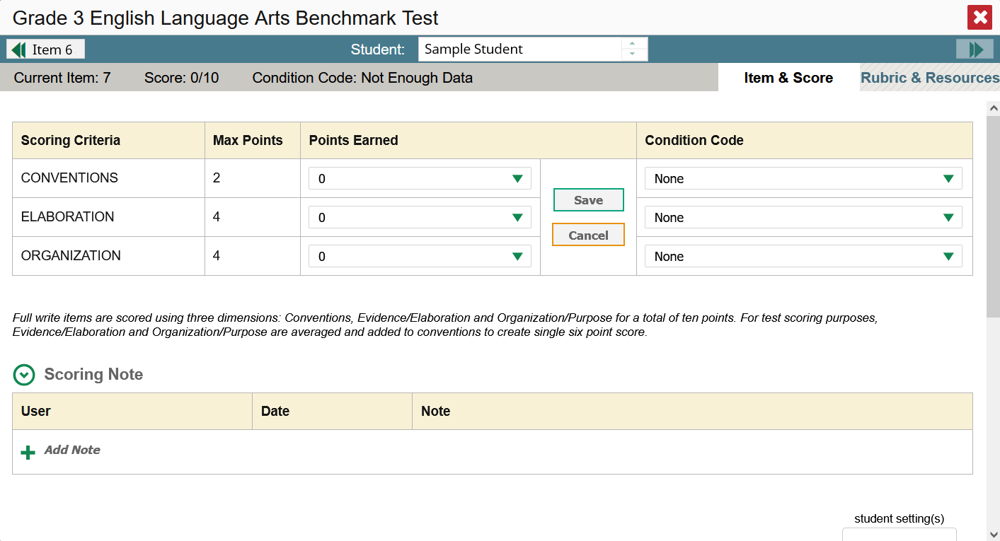 Grade 3 English Language Arts Benchmark Test
Item 6 Student: Sample Student
Current Item: 7 Score: 0/10 Condition Code: Not Enough Data Item & Score Rubric & Resources
Scoring Criteria Max Points Points Earned Condition Code
CONVENTIONS 2 0 None
Save
ELABORATION 4 0 None
Cancel
ORGANIZATION 4 0 None
Full write items are scored using three dimensions: Conventions, Evidence/Elaboration and Organization/Purpose for a total of ten points. For test scoring purposes,
Evidence/Elaboration and Organization/Purpose are averaged and added to conventions to create single six point score.
Scoring Note
User Date Note
Add Note
student setting(s)